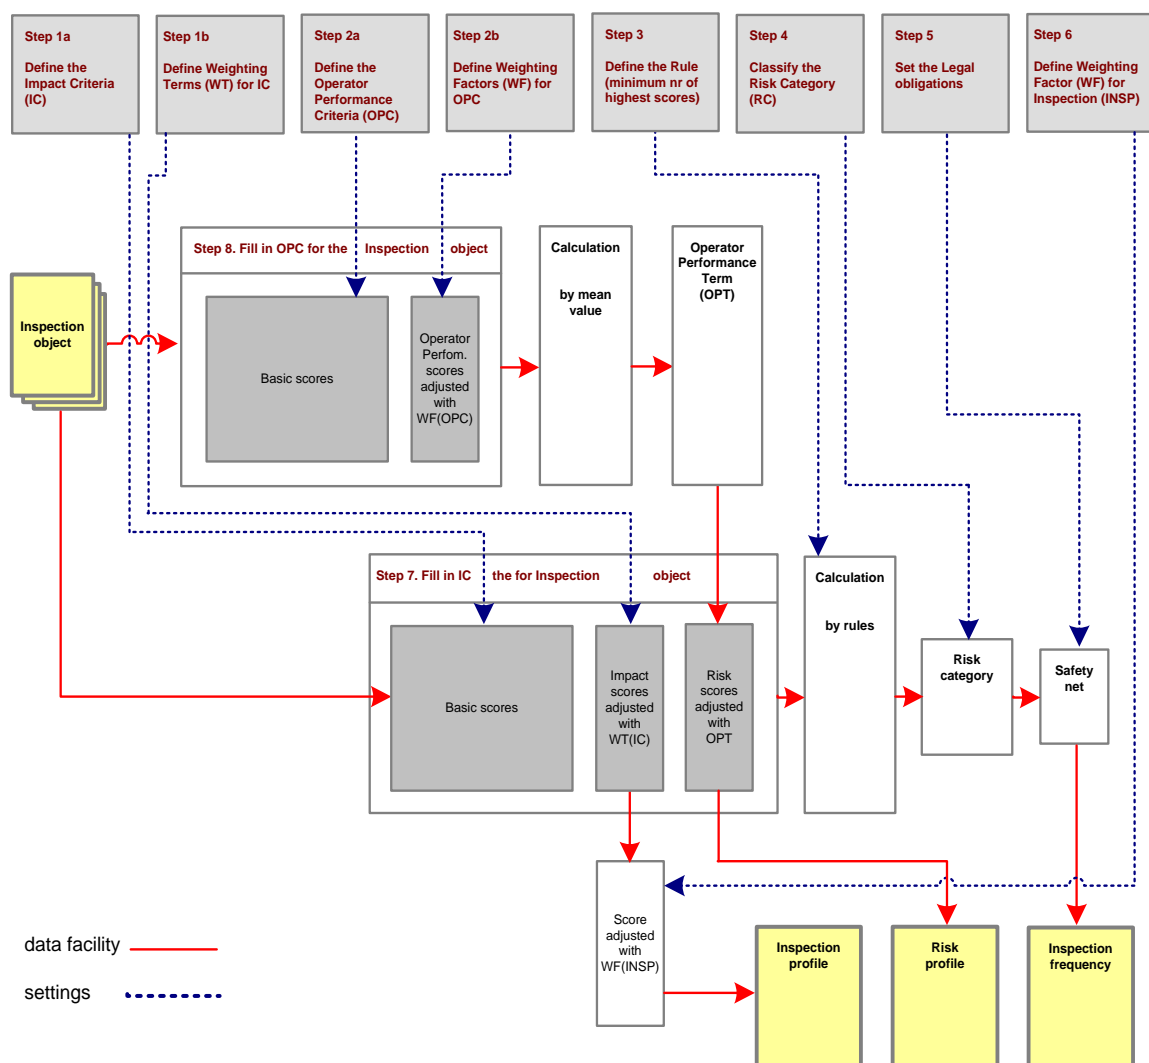 Step 1a
Define the
Impact Criteria
(IC)
Step 1b
Define Weighting
Terms (WT) for IC
Step 2a
Define the
Operator
Performance
Criteria (OPC)
Step 2b
Define Weighting
Factors (WF) for
OPC
Step 3
Define the Rule
(minimum nr of
highest scores)
Step 4
Classify the
Risk Category
(RC)
Step 5
Set the Legal
obligations
Step 6
Define Weighting
Factor (WF) for
Inspection (INSP)
Step 8. Fill in OPC for the Inspection object
Calculation
by mean
value
Operator
Performance
Term
(OPT)
Inspection
object
Basic scores
Operator
Perfom.
scores
adjusted
with
WF(OPC)
Step 7. Fill in IC the for Inspection object
Calculation
by rules
Basic scores
Impact
scores
adjusted
with
WT(IC)
Risk
scores
adjusted
with
OPT
Risk
category
Safety
net
Score
adjusted
with
WF(INSP)
Inspection
profile
Risk
profile
Inspection
frequency
data facility
settings